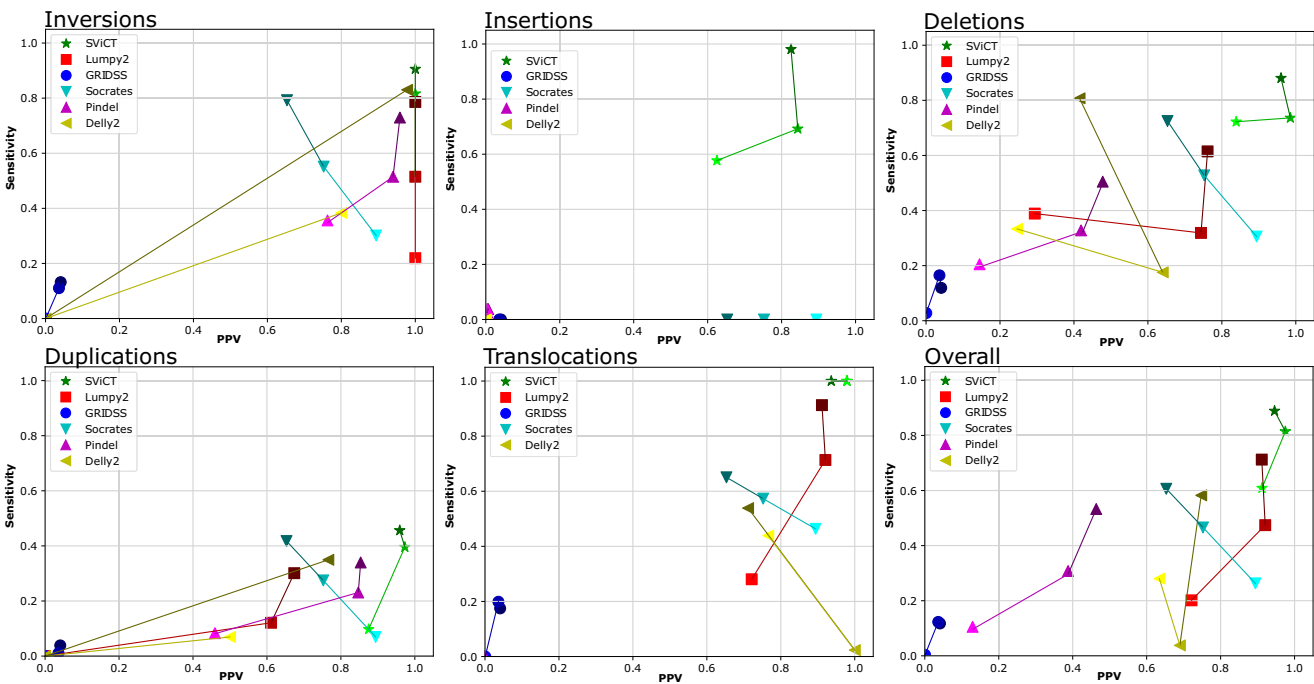 Inversions
SViCT
Lumpy2
GRIDSS
Socrates
Pindel
Delly2
Sensitivity
1.0
0.8
0.6
0.4
0.2
0.0
0.0 0.2 0.4 0.6 0.8 1.0
PPV
Insertions
SViCT
GRIDSS
Socrates
Pindel
Delly2
Sensitivity
1.0
0.8
0.6
0.4
0.2
0.0
0.0 0.2 0.4 0.6 0.8 1.0
PPV
Deletions
SViCT
Lumpy2
GRIDSS
Socrates
Pindel
Delly2
Sensitivity
1.0
0.8
0.6
0.4
0.2
0.0
0.0 0.2 0.4 0.6 0.8 1.0
PPV
Duplications
SViCT
Lumpy2
GRIDSS
Socrates
Pindel
Delly2
Sensitivity
1.0
0.8
0.6
0.4
0.2
0.0
0.0 0.2 0.4 0.6 0.8 1.0
PPV
Translocations
SViCT
Lumpy2
GRIDSS
Socrates
Delly2
Sensitivity
1.0
0.8
0.6
0.4
0.2
0.0
0.0 0.2 0.4 0.6 0.8 1.0
PPV
Overall
SViCT
Lumpy2
GRIDSS
Socrates
Pindel
Delly2
Sensitivity
1.0
0.8
0.6
0.4
0.2
0.0
0.0 0.2 0.4 0.6 0.8 1.0
PPV